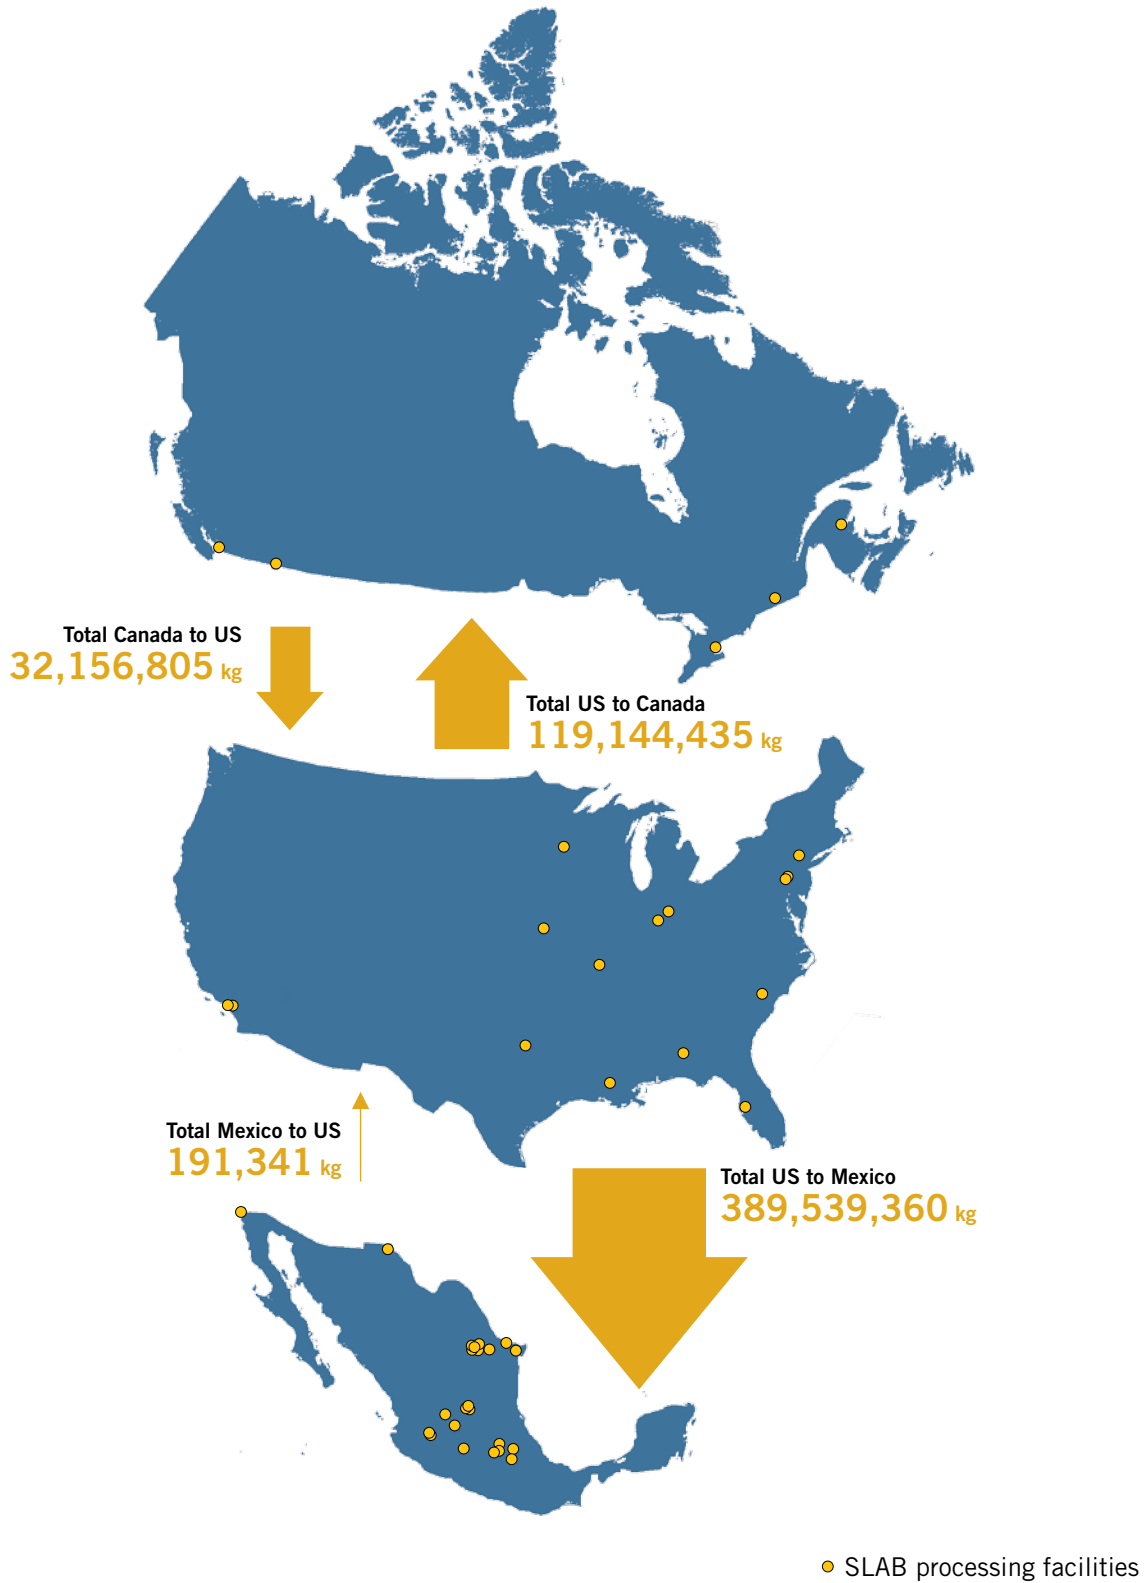 Total Canada to US
32,156,805 kg
Total US to Canada
119,144,435 kg
Total Mexico to US
191,341 kg
Total US to Mexico
389,539,360 kg
SLAB processing facilities